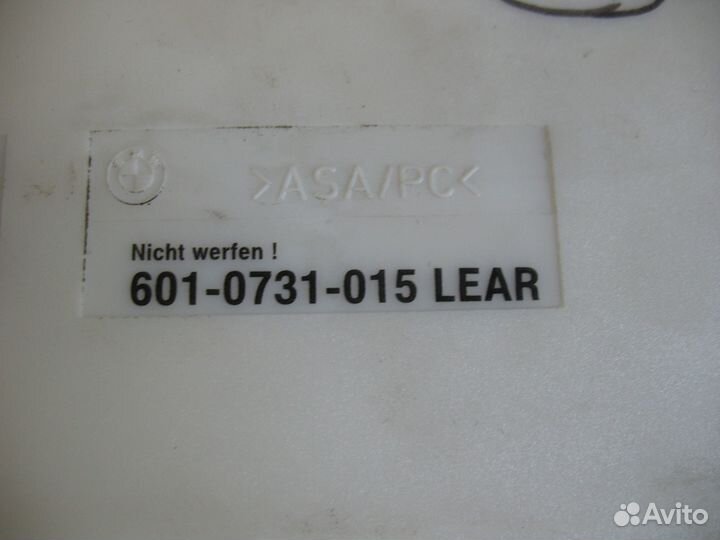 >ASA/PC<
Nicht werfen !
601-0731-015 LEAR
Avito